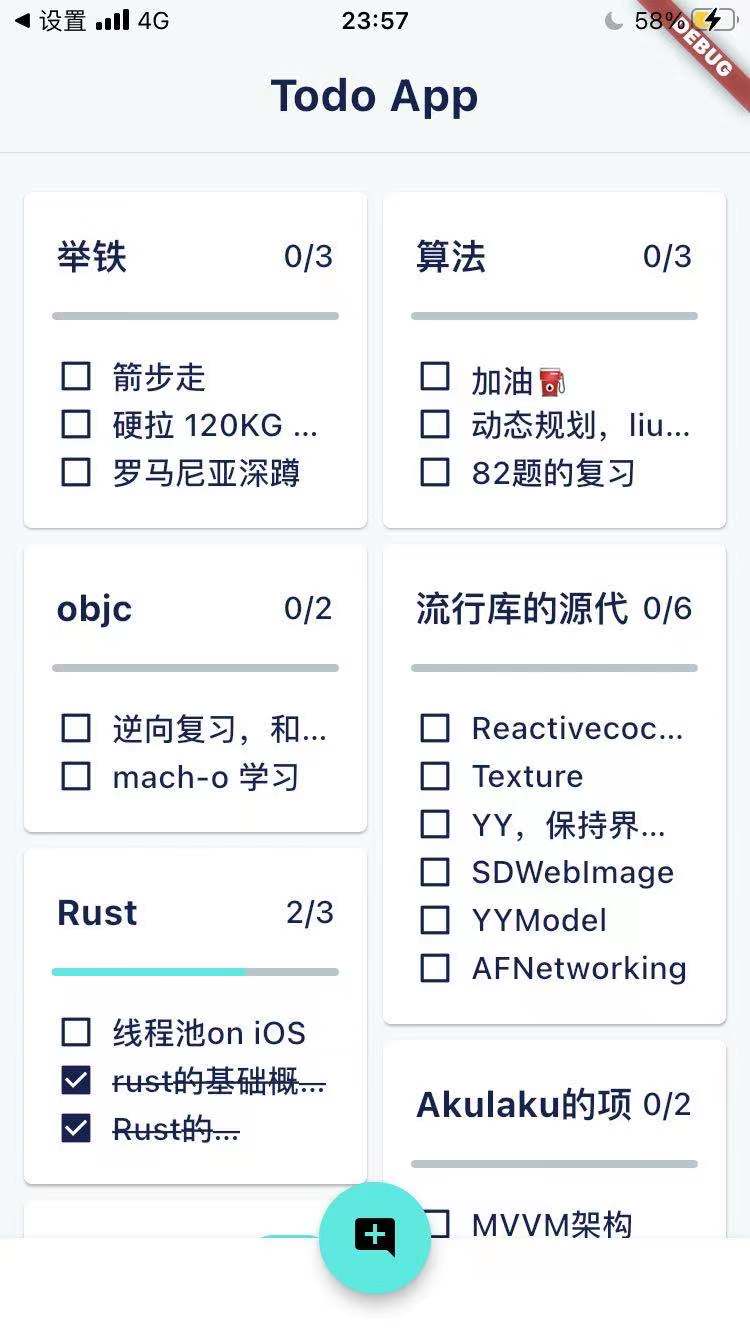 设置 4G 23:57 58%
DEBUG
Todo App
举铁 0/3
箭步走
硬拉 120KG ...
罗马尼亚深蹲
算法 0/3
加油⛽
动态规划，liu...
82题的复习
objc 0/2
逆向复习，和...
mach-o 学习
流行库的源代 0/6
Reactivecoc...
Texture
YY，保持界...
SDWebImage
YYModel
AFNetworking
Rust 2/3
线程池on iOS
rust的基础概...
Rust的...
Akulaku的项 0/2
MVVM架构